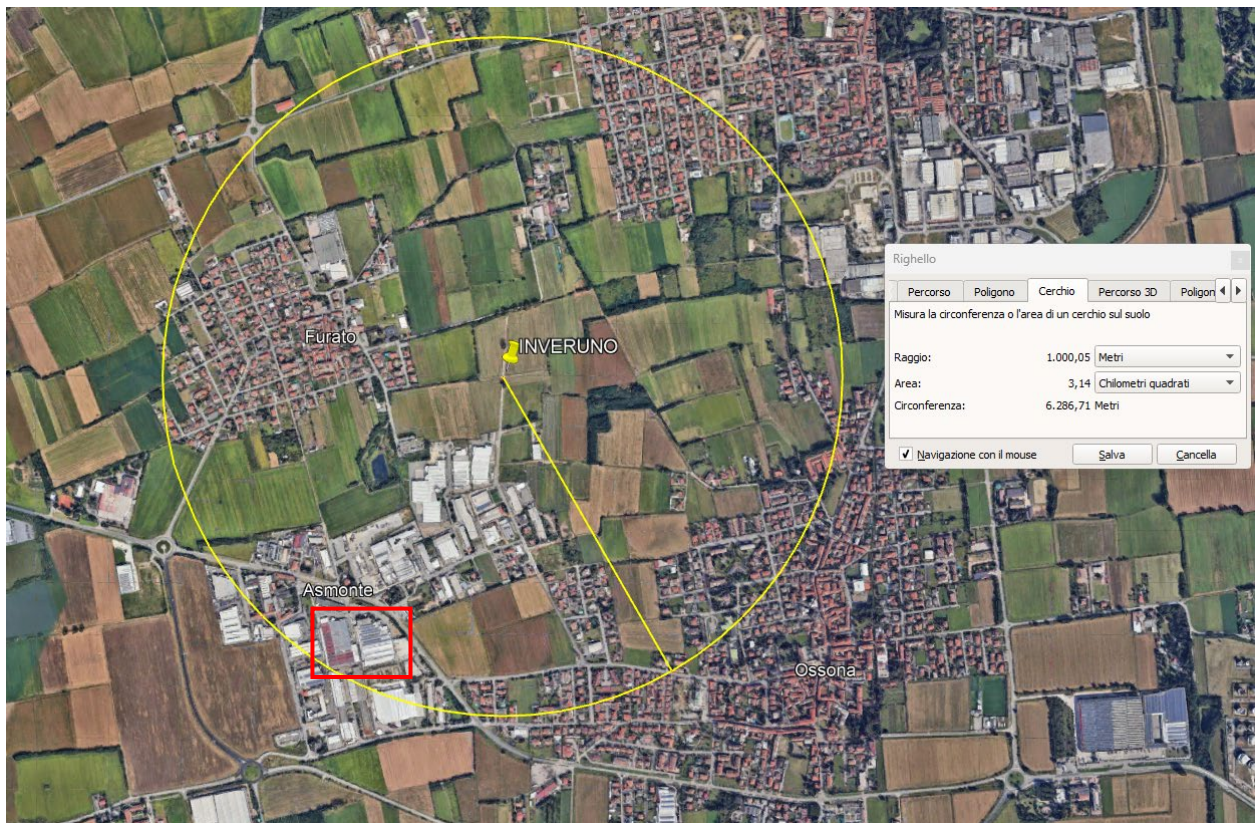 Righello
Percorso
Poligono
Cerchio
Percorso 3D
Poligon
Misura la circonferenza o l'area di un cerchio sul suolo
Raggio: 1.000,05 Metri
Area: 3,14 Chilometri quadrati
Circonferenza: 6.286,71 Metri
Navigazione con il mouse
Salva
Cancella
Furato
INVERUNO
Asmonte
Ossona